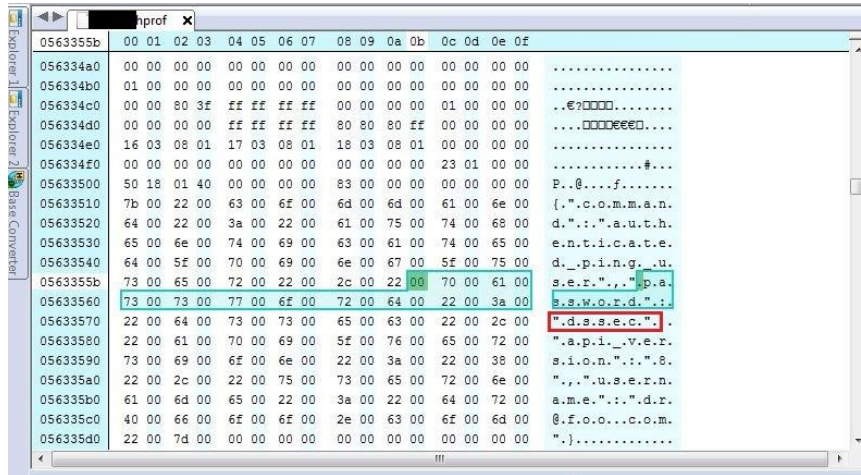 hprof x
Explorer 1
Explorer 2
Base Converter
0563355b 00 01 02 03 04 05 06 07 08 09 0a 0b 0c 0d 0e 0f
056334a0 00 00 00 00 00 00 00 00 00 00 00 00 00 00 00 00 ................
056334b0 01 00 00 00 00 00 00 00 00 00 00 00 00 00 00 00 ................
056334c0 00 00 80 3f ff ff ff ff 00 00 00 00 01 00 00 00 ..€?□□□□........
056334d0 00 00 00 00 ff ff ff ff 80 80 80 ff 00 00 00 00 ....□□□□€€€□....
056334e0 16 03 08 01 17 03 08 01 18 03 08 01 00 00 00 00 ................
056334f0 00 00 00 00 00 00 00 00 00 00 00 00 23 01 00 00 ............#...
05633500 50 18 01 40 00 00 00 00 83 00 00 00 00 00 00 00 P..@....ƒ.......
05633510 7b 00 22 00 63 00 6f 00 6d 00 6d 00 61 00 6e 00 {.".c.o.m.m.a.n.
05633520 64 00 22 00 3a 00 22 00 61 00 75 00 74 00 68 00 d.".:.".a.u.t.h.
05633530 65 00 6e 00 74 00 69 00 63 00 61 00 74 00 65 00 e.n.t.i.c.a.t.e.
05633540 64 00 5f 00 70 00 69 00 6e 00 67 00 5f 00 75 00 d._.p.i.n.g._.u.
0563355b 73 00 65 00 72 00 22 00 2c 00 22 00 70 00 61 00 s.e.r.".,.".p.a.
05633560 73 00 73 00 77 00 6f 00 72 00 64 00 22 00 3a 00 s.s.w.o.r.d.".:.
05633570 22 00 64 00 73 00 73 00 65 00 63 00 22 00 2c 00 ".d.s.s.e.c.".,.
05633580 22 00 61 00 70 00 69 00 5f 00 76 00 65 00 72 00 ".a.p.i._.v.e.r.
05633590 73 00 69 00 6f 00 6e 00 22 00 3a 00 22 00 38 00 s.i.o.n.".:.".8.
056335a0 22 00 2c 00 22 00 75 00 73 00 65 00 72 00 6e 00 ".,.".u.s.e.r.n.
056335b0 61 00 6d 00 65 00 22 00 3a 00 22 00 64 00 72 00 a.m.e.".:.".d.r.
056335c0 40 00 66 00 6f 00 6f 00 2e 00 63 00 6f 00 6d 00 @.f.o.o...c.o.m.
056335d0 22 00 7d 00 00 00 00 00 00 00 00 00 00 00 00 00 ".}.............